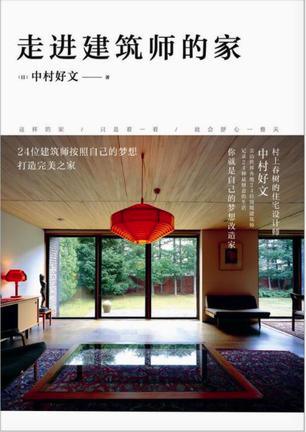 走进建筑师的家
（日）中村好文——著
这样的家 / 只是看一看 / 就会舒心一整天
24位建筑师按照自己的梦想
打造完美之家
村上春树的住宅设计师
中村好文
你就是自己的梦想改造家